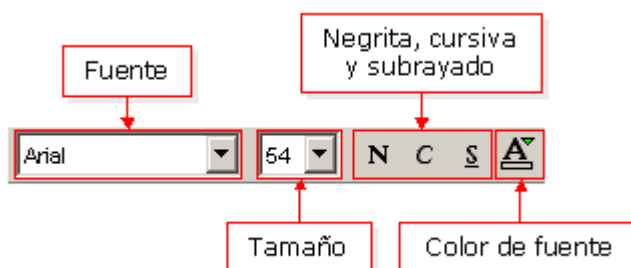 Negrita, cursiva
y subrayado
Fuente
Arial
54
N C S A
Tamaño
Color de fuente